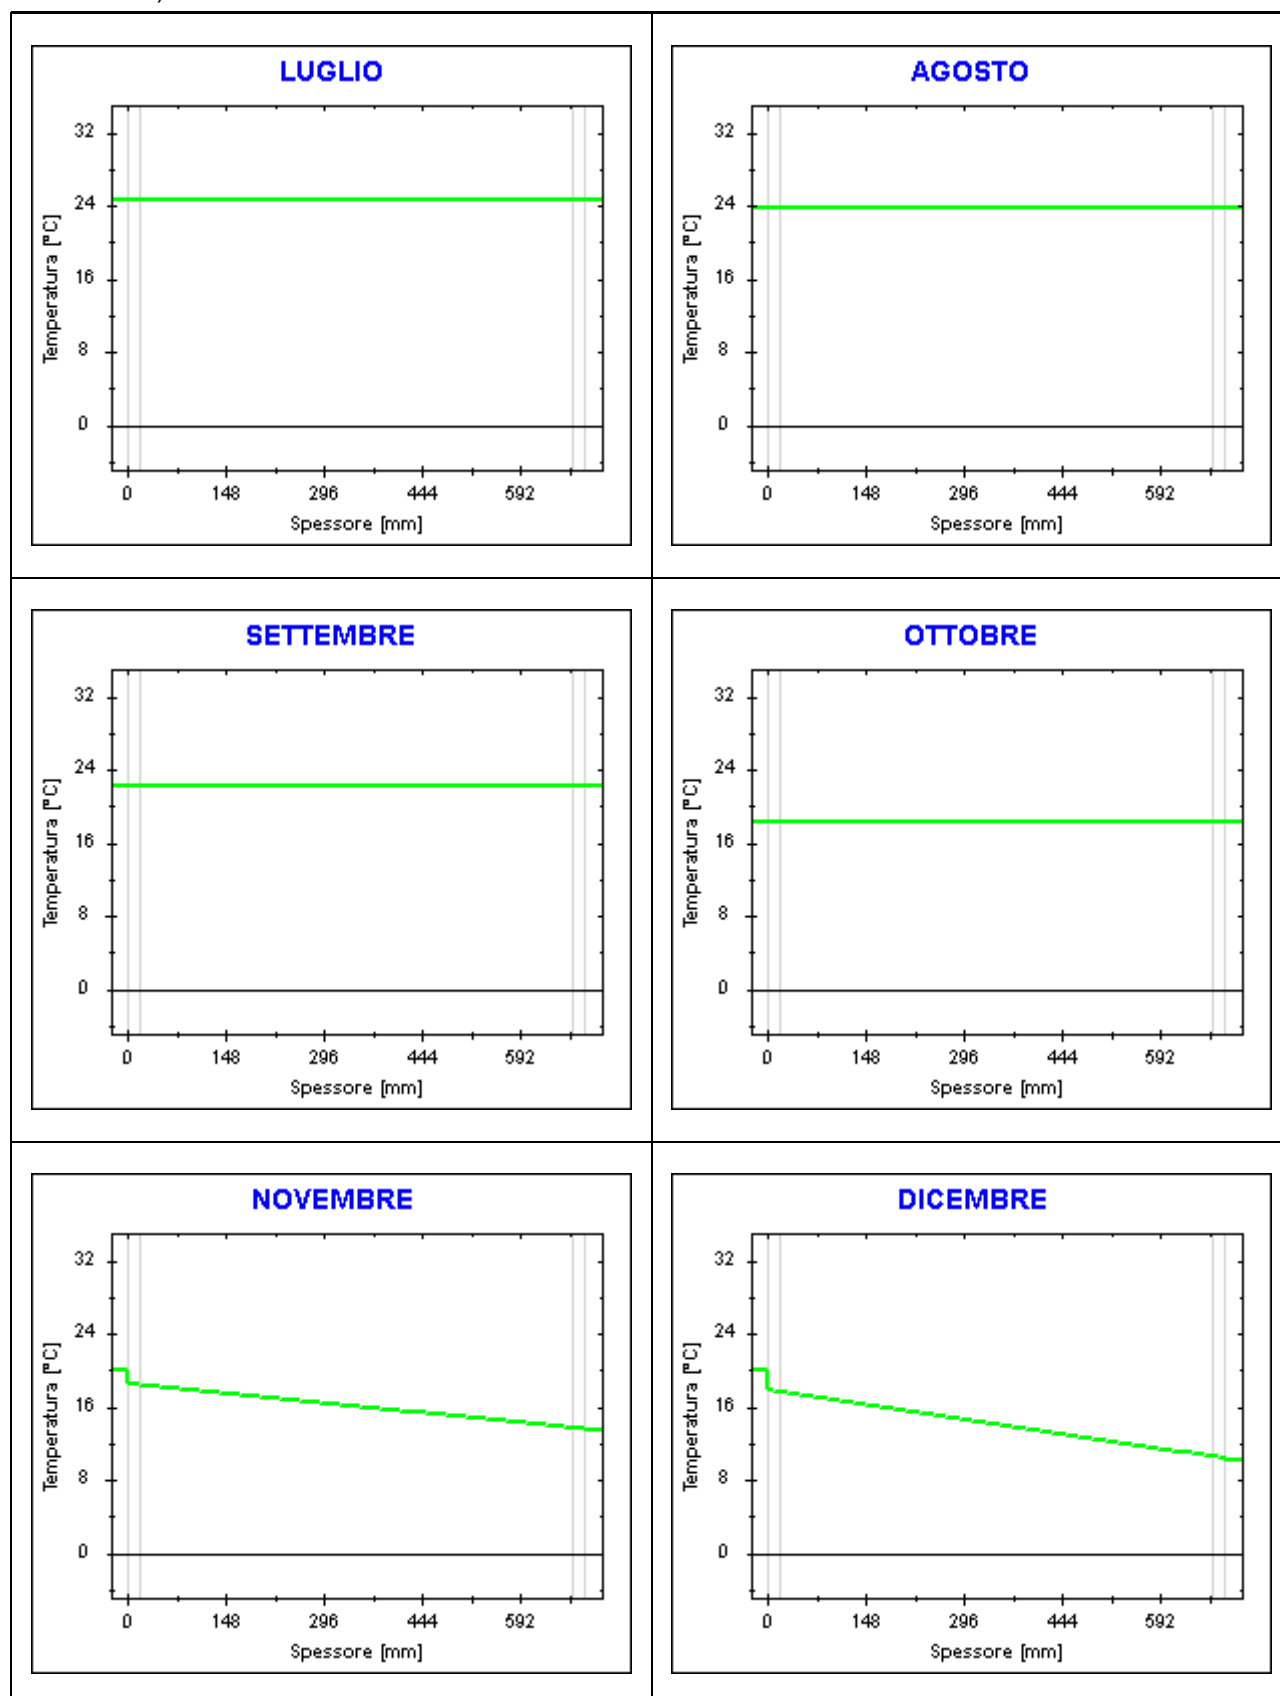 LUGLIO
32
24
16
8
0
Temperatura [°C]
0 148 296 444 592
Spessore [mm]
AGOSTO
32
24
16
8
0
Temperatura [°C]
0 148 296 444 592
Spessore [mm]
SETTEMBRE
32
24
16
8
0
Temperatura [°C]
0 148 296 444 592
Spessore [mm]
OTTOBRE
32
24
16
8
0
Temperatura [°C]
0 148 296 444 592
Spessore [mm]
NOVEMBRE
32
24
16
8
0
Temperatura [°C]
0 148 296 444 592
Spessore [mm]
DICEMBRE
32
24
16
8
0
Temperatura [°C]
0 148 296 444 592
Spessore [mm]